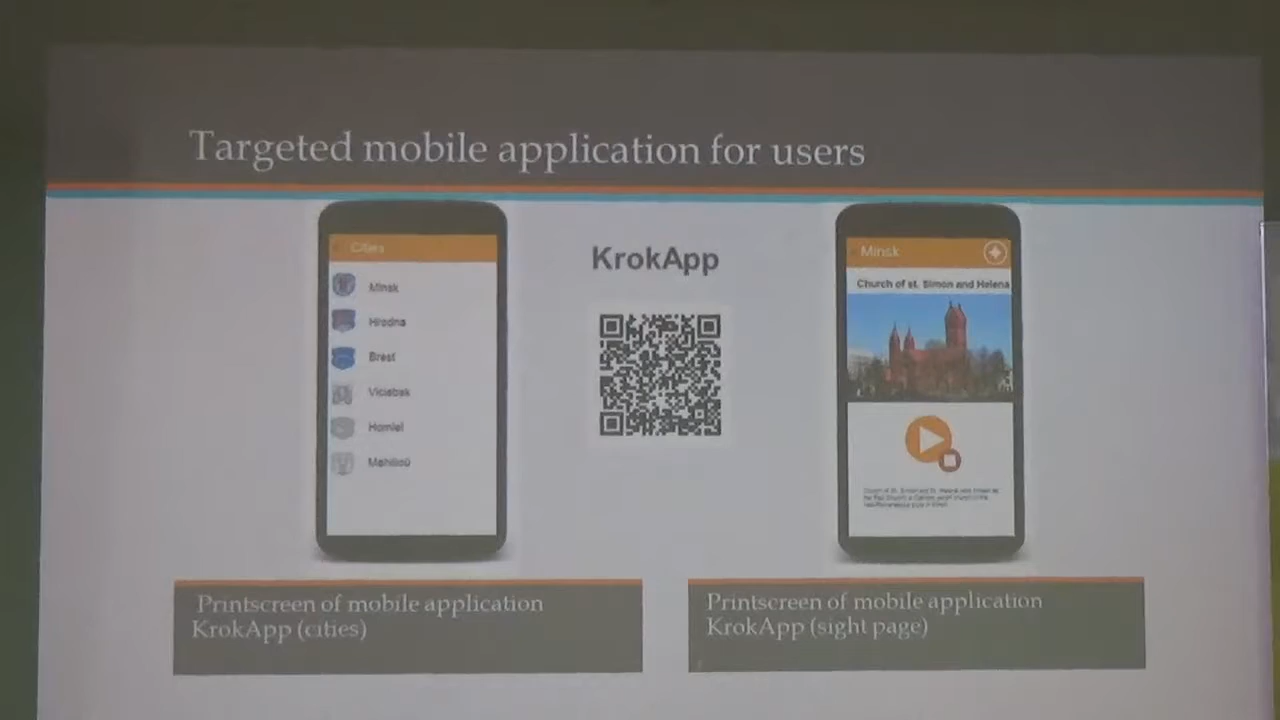 Targeted mobile application for users
Cities
Minsk
Hrodna
Brest
Viciebsk
Homiel
Mahilioŭ
KrokApp
Minsk
Church of st. Simon and Helena
Printscreen of mobile application
KrokApp (cities)
Printscreen of mobile application
KrokApp (sight page)